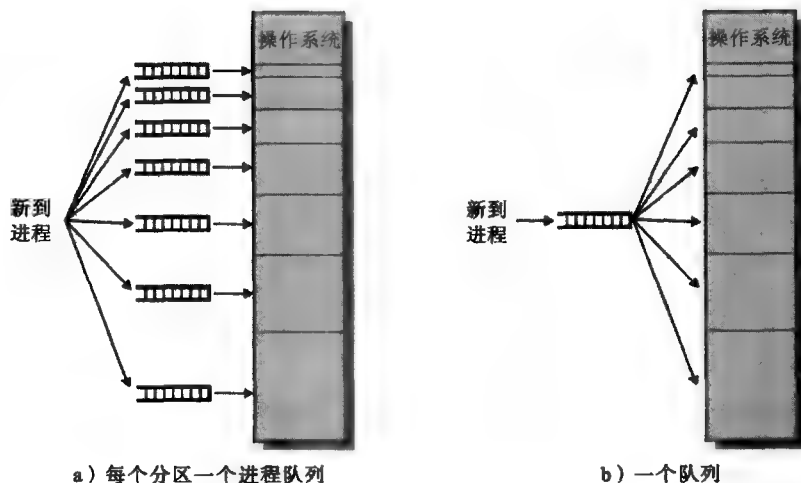 操作系统
操作系统
新到
进程
新到
进程
a）每个分区一个进程队列
b）一个队列